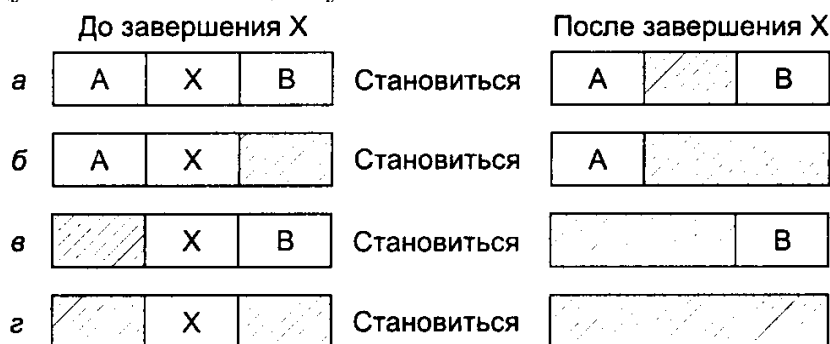 До завершения X После завершения X
а A X B Становиться A B
б A X Становиться A
в X B Становиться B
г X Становиться